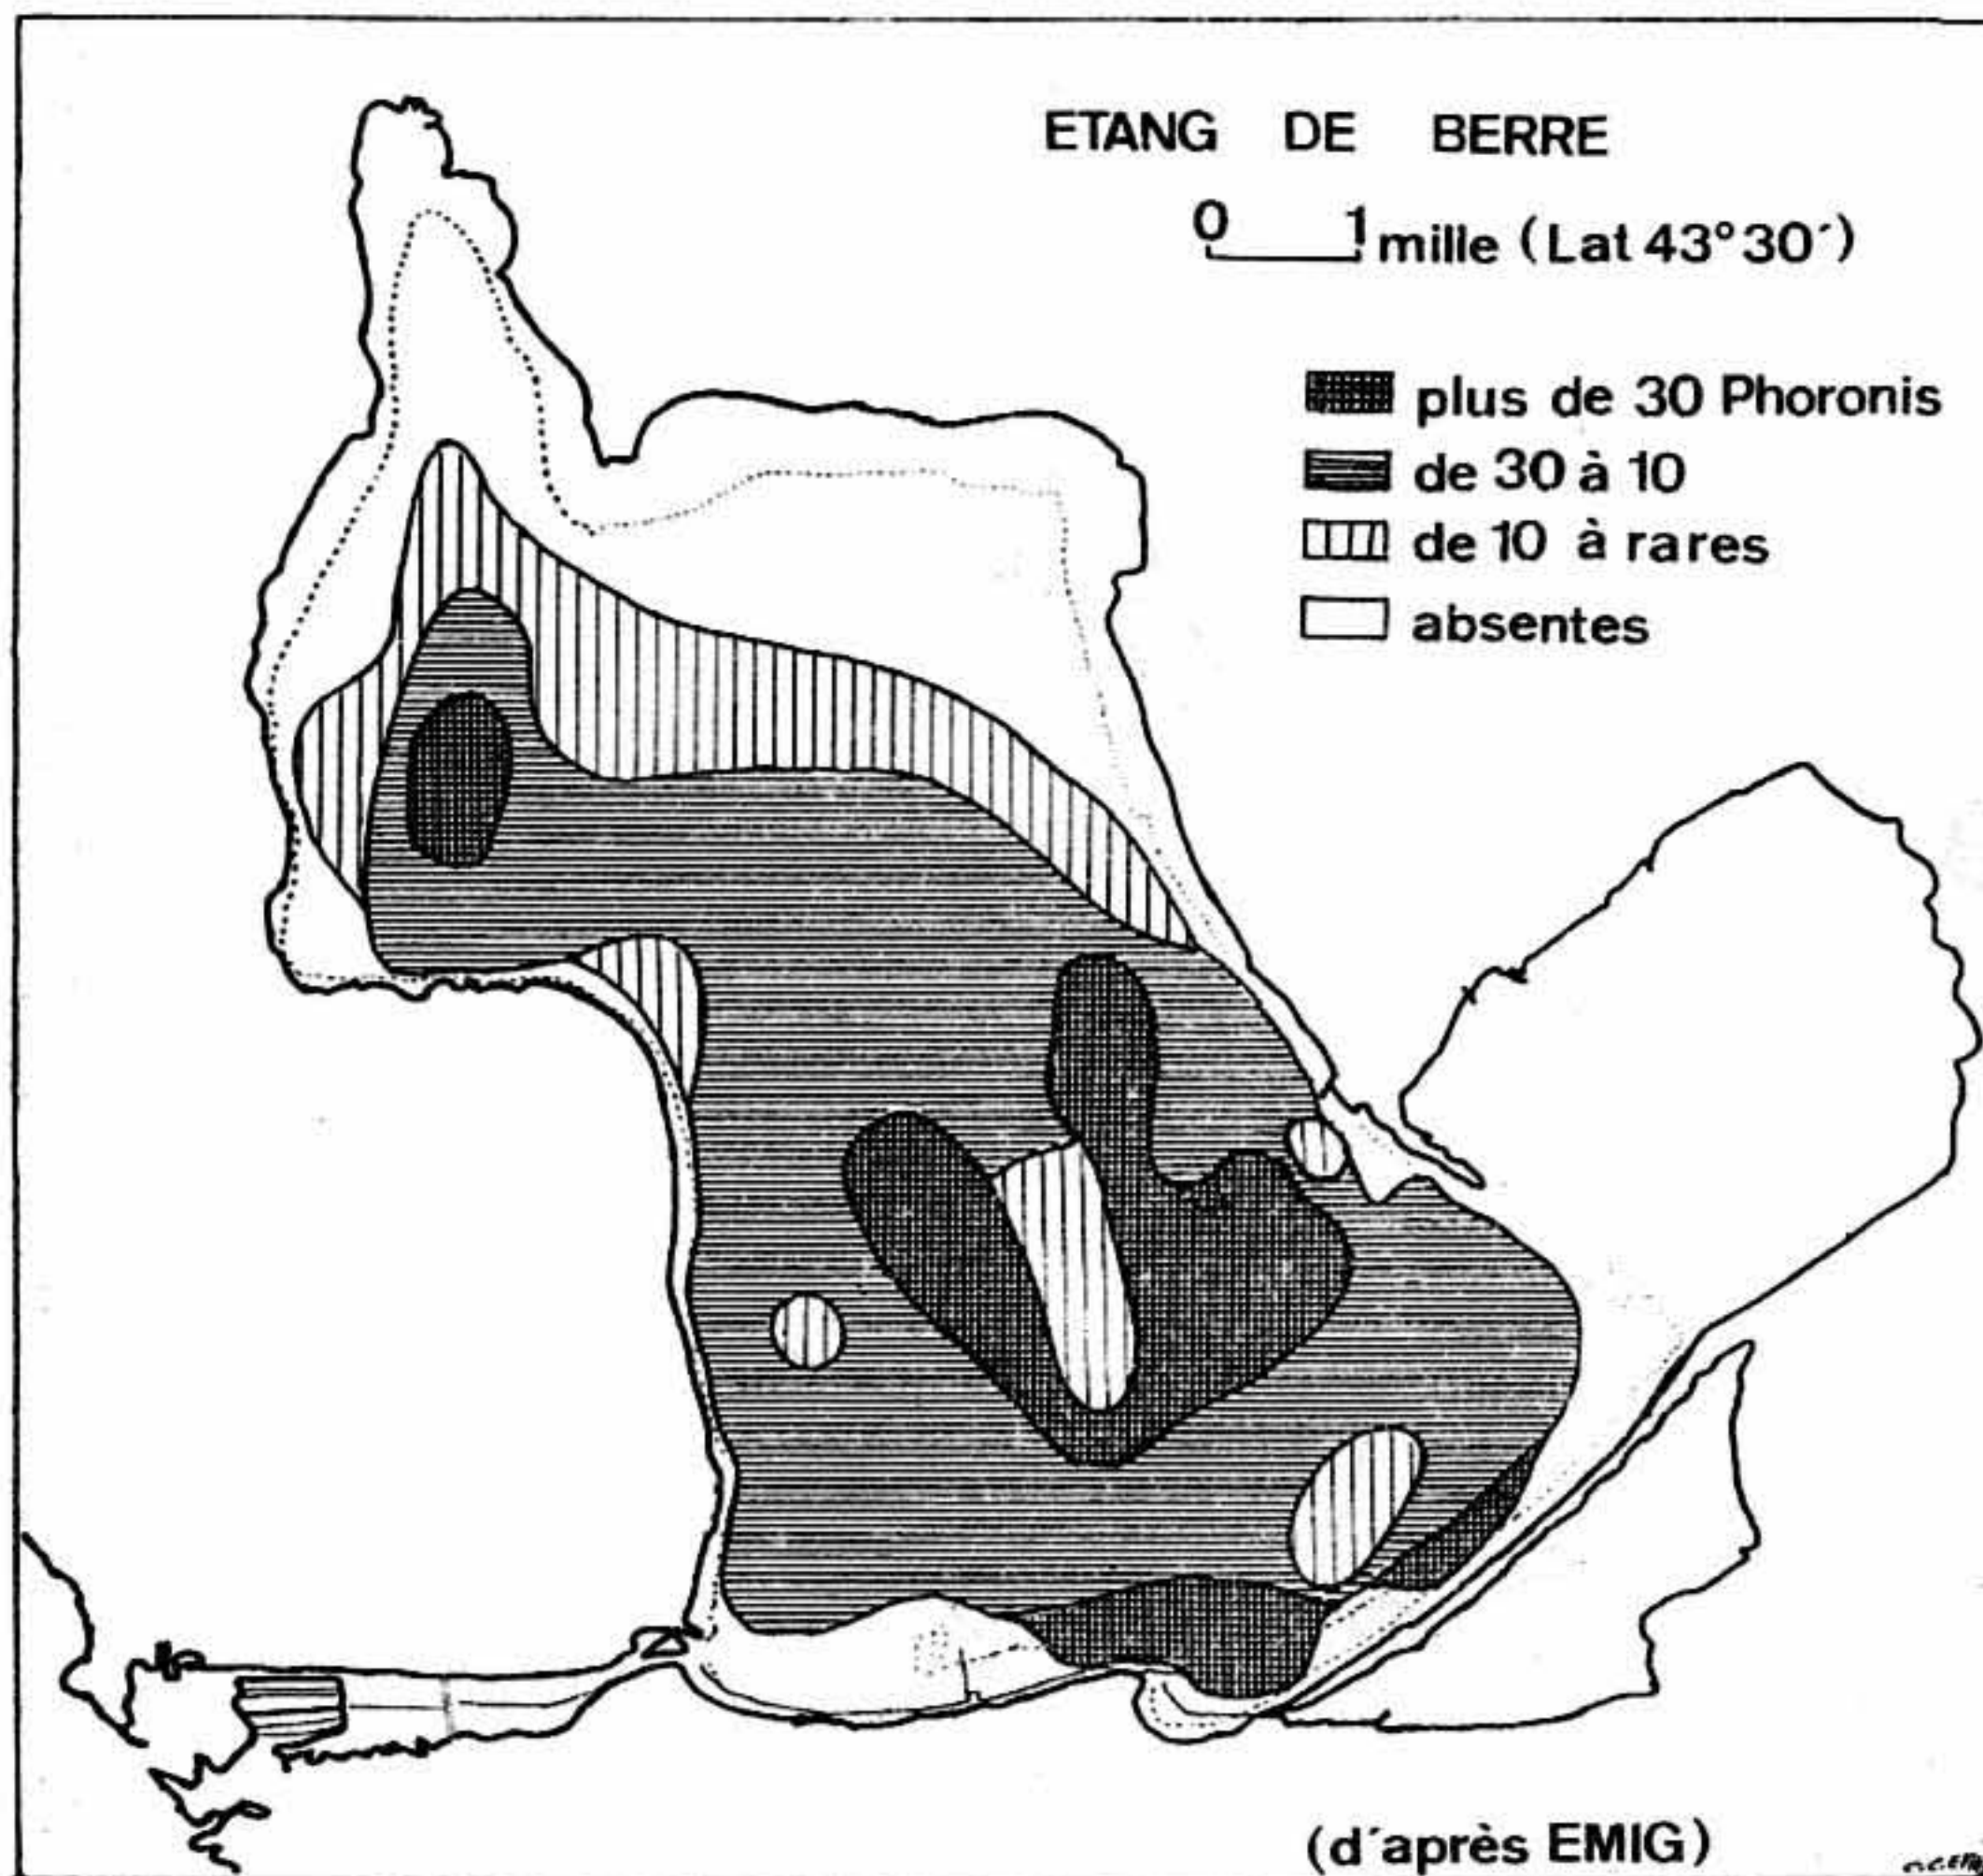 ETANG DE BERRE
0 1 mille (Lat 43°30′)
plus de 30 Phoronis
de 30 à 10
de 10 à rares
absentes
(d′après EMIG)